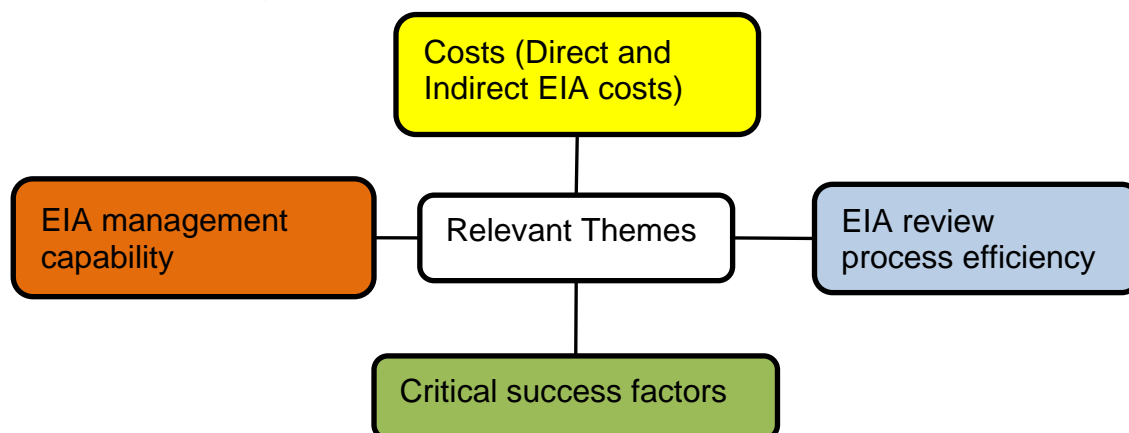 Costs (Direct and
Indirect EIA costs)
EIA management
capability
Relevant Themes
EIA review
process efficiency
Critical success factors